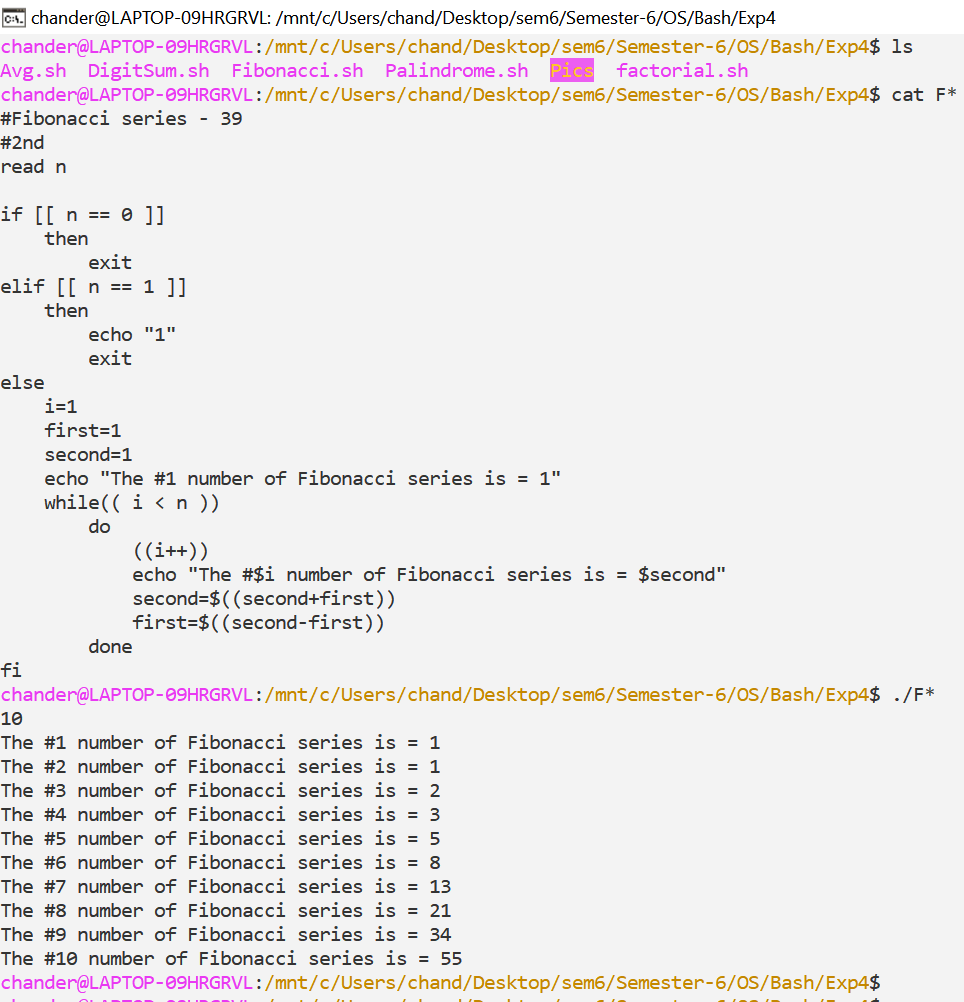 chander@LAPTOP-09HRGRVL: /mnt/c/Users/chand/Desktop/sem6/Semester-6/OS/Bash/Exp4
chander@LAPTOP-09HRGRVL:/mnt/c/Users/chand/Desktop/sem6/Semester-6/OS/Bash/Exp4$ ls
Avg.sh  DigitSum.sh  Fibonacci.sh  Palindrome.sh  Pics  factorial.sh
chander@LAPTOP-09HRGRVL:/mnt/c/Users/chand/Desktop/sem6/Semester-6/OS/Bash/Exp4$ cat F*
#Fibonacci series - 39
#2nd
read n

if [[ n == 0 ]]
    then
        exit
elif [[ n == 1 ]]
    then
        echo "1"
        exit
else
    i=1
    first=1
    second=1
    echo "The #1 number of Fibonacci series is = 1"
    while(( i < n ))
        do
            ((i++))
            echo "The #$i number of Fibonacci series is = $second"
            second=$((second+first))
            first=$((second-first))
        done
fi
chander@LAPTOP-09HRGRVL:/mnt/c/Users/chand/Desktop/sem6/Semester-6/OS/Bash/Exp4$ ./F*
10
The #1 number of Fibonacci series is = 1
The #2 number of Fibonacci series is = 1
The #3 number of Fibonacci series is = 2
The #4 number of Fibonacci series is = 3
The #5 number of Fibonacci series is = 5
The #6 number of Fibonacci series is = 8
The #7 number of Fibonacci series is = 13
The #8 number of Fibonacci series is = 21
The #9 number of Fibonacci series is = 34
The #10 number of Fibonacci series is = 55
chander@LAPTOP-09HRGRVL:/mnt/c/Users/chand/Desktop/sem6/Semester-6/OS/Bash/Exp4$